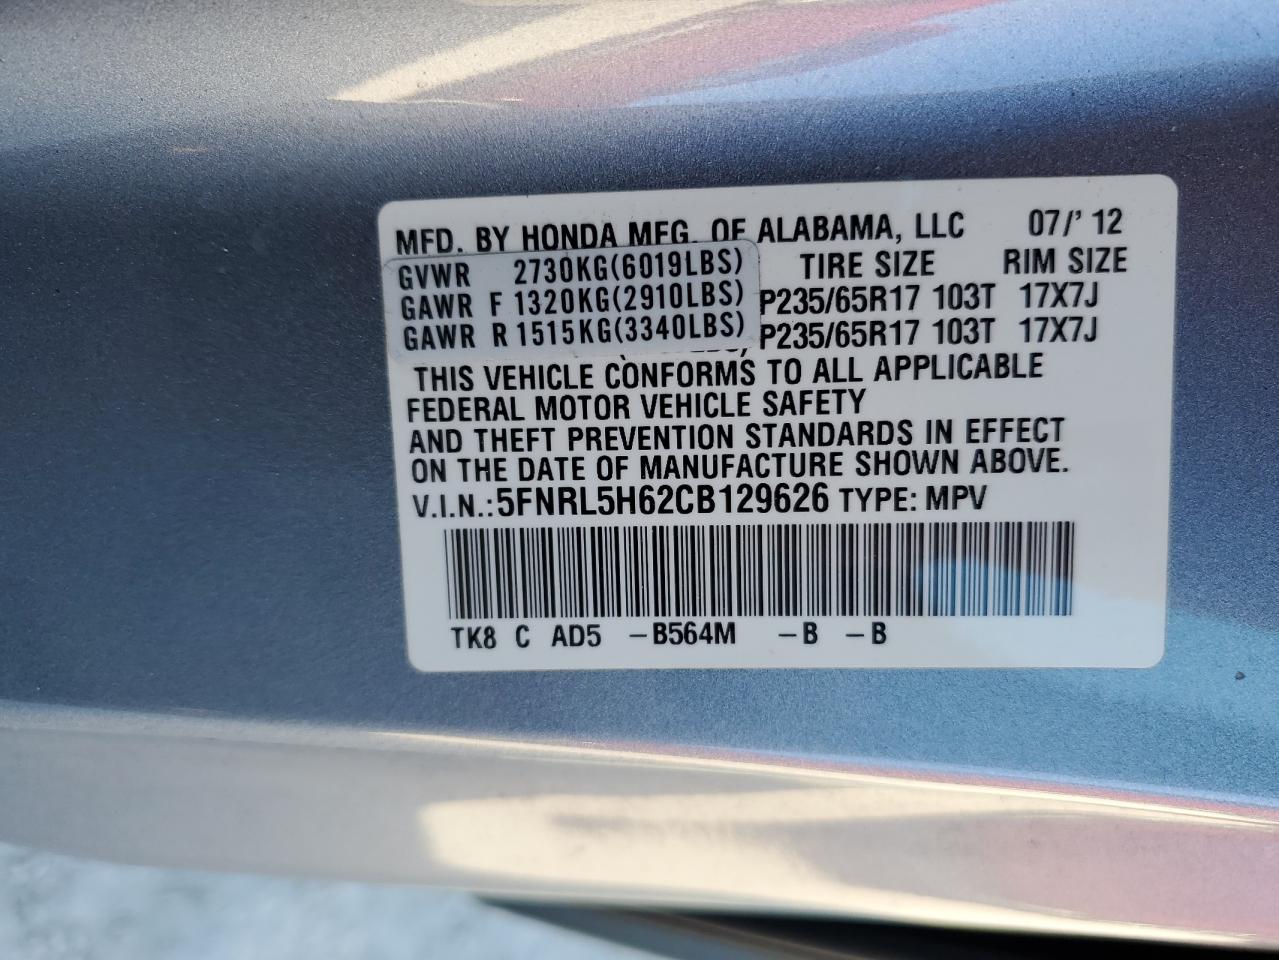 MFD. BY HONDA MFG. OF ALABAMA, LLC 07/' 12
GVWR 2730KG(6019LBS) TIRE SIZE RIM SIZE
GAWR F 1320KG(2910LBS) P235/65R17 103T 17X7J
GAWR R 1515KG(3340LBS) P235/65R17 103T 17X7J
THIS VEHICLE CONFORMS TO ALL APPLICABLE
FEDERAL MOTOR VEHICLE SAFETY
AND THEFT PREVENTION STANDARDS IN EFFECT
ON THE DATE OF MANUFACTURE SHOWN ABOVE.
V.I.N.: 5FNRL5H62CB129626 TYPE: MPV
TK8 C AD5 -B564M -B -B